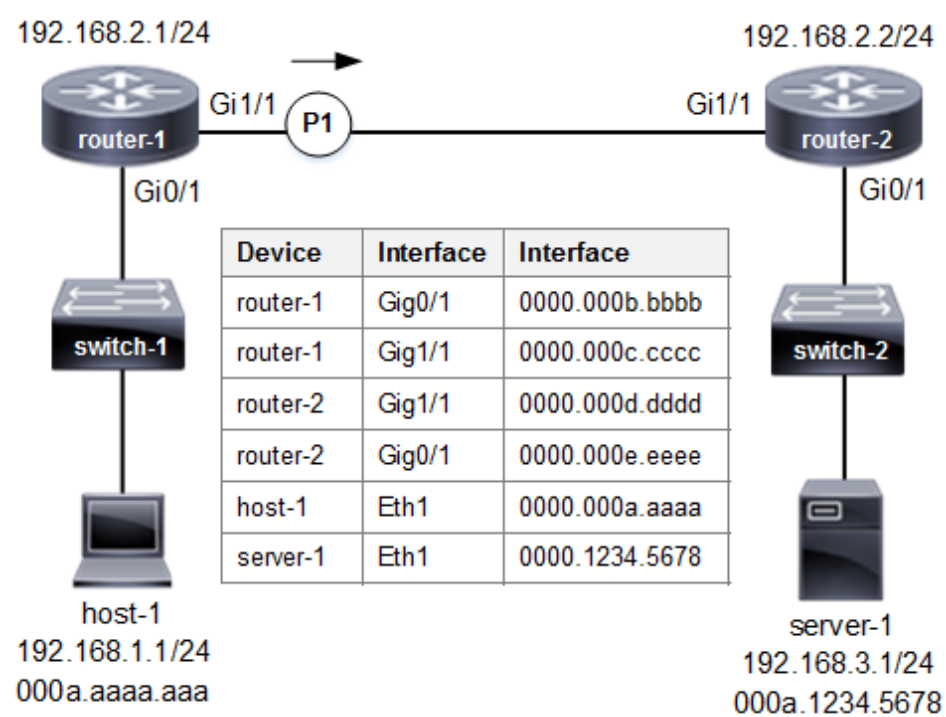 192.168.2.1/24
192.168.2.2/24
Gi1/1
P1
Gi1/1
router-1
router-2
Gi0/1
Gi0/1
Device Interface Interface
router-1 Gig0/1 0000.000b.bbbb
router-1 Gig1/1 0000.000c.cccc
router-2 Gig1/1 0000.000d.dddd
router-2 Gig0/1 0000.000e.eeee
host-1 Eth1 0000.000a.aaaa
server-1 Eth1 0000.1234.5678
switch-1
switch-2
host-1
192.168.1.1/24
000a.aaaa.aaa
server-1
192.168.3.1/24
000a.1234.5678